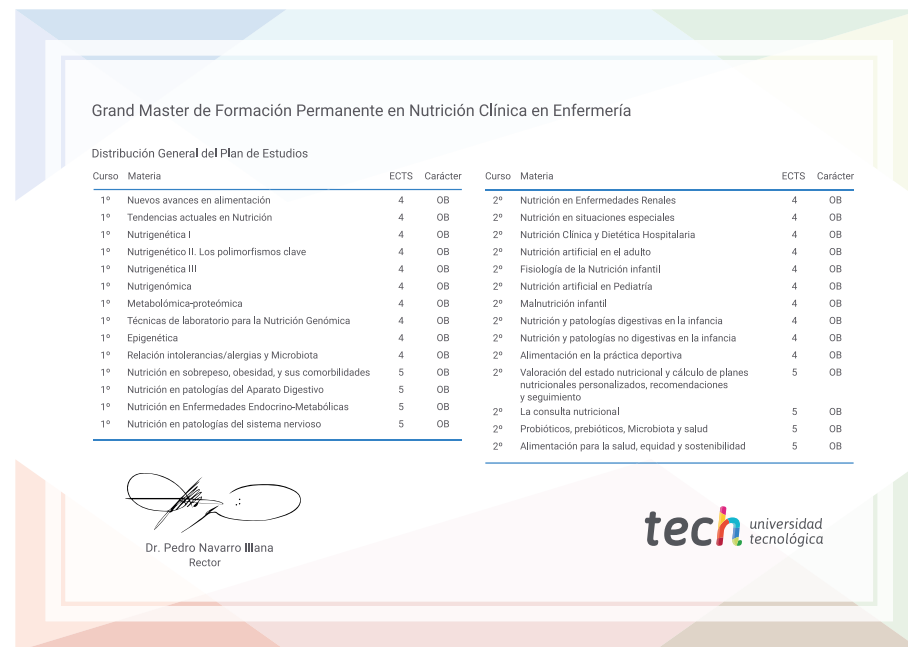 Grand Master de Formación Permanente en Nutrición Clínica en Enfermería
Distribución General del Plan de Estudios
Curso Materia ECTS Carácter
1º Nuevos avances en alimentación 4 OB
1º Tendencias actuales en Nutrición 4 OB
1º Nutrigenética I 4 OB
1º Nutrigenético II. Los polimorfismos clave 4 OB
1º Nutrigenética III 4 OB
1º Nutrigenómica 4 OB
1º Metabolómica-proteómica 4 OB
1º Técnicas de laboratorio para la Nutrición Genómica 4 OB
1º Epigenética 4 OB
1º Relación intolerancias/alergias y Microbiota 4 OB
1º Nutrición en sobrepeso, obesidad, y sus comorbilidades 5 OB
1º Nutrición en patologías del Aparato Digestivo 5 OB
1º Nutrición en Enfermedades Endocrino-Metabólicas 5 OB
1º Nutrición en patologías del sistema nervioso 5 OB
Curso Materia ECTS Carácter
2º Nutrición en Enfermedades Renales 4 OB
2º Nutrición en situaciones especiales 4 OB
2º Nutrición Clínica y Dietética Hospitalaria 4 OB
2º Nutrición artificial en el adulto 4 OB
2º Fisiología de la Nutrición infantil 4 OB
2º Nutrición artificial en Pediatría 4 OB
2º Malnutrición infantil 4 OB
2º Nutrición y patologías digestivas en la infancia 4 OB
2º Nutrición y patologías no digestivas en la infancia 4 OB
2º Alimentación en la práctica deportiva 4 OB
2º Valoración del estado nutricional y cálculo de planes 5 OB
nutricionales personalizados, recomendaciones
y seguimiento
2º La consulta nutricional 5 OB
2º Probióticos, prebióticos, Microbiota y salud 5 OB
2º Alimentación para la salud, equidad y sostenibilidad 5 OB
Dr. Pedro Navarro Illana
Rector
tech universidad
tecnológica